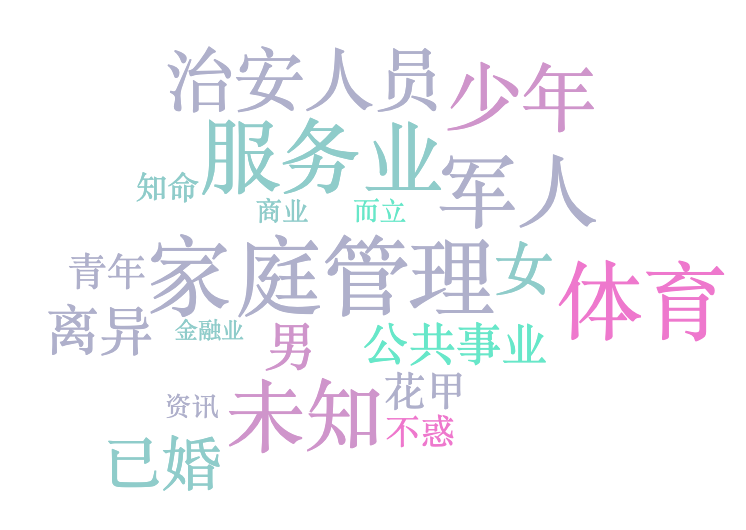 治安人员
少年
服务业
知命
军人
商业
而立
家庭管理
女
青年
体育
离异
金融业
男
公共事业
花甲
资讯
未知
不惑
已婚